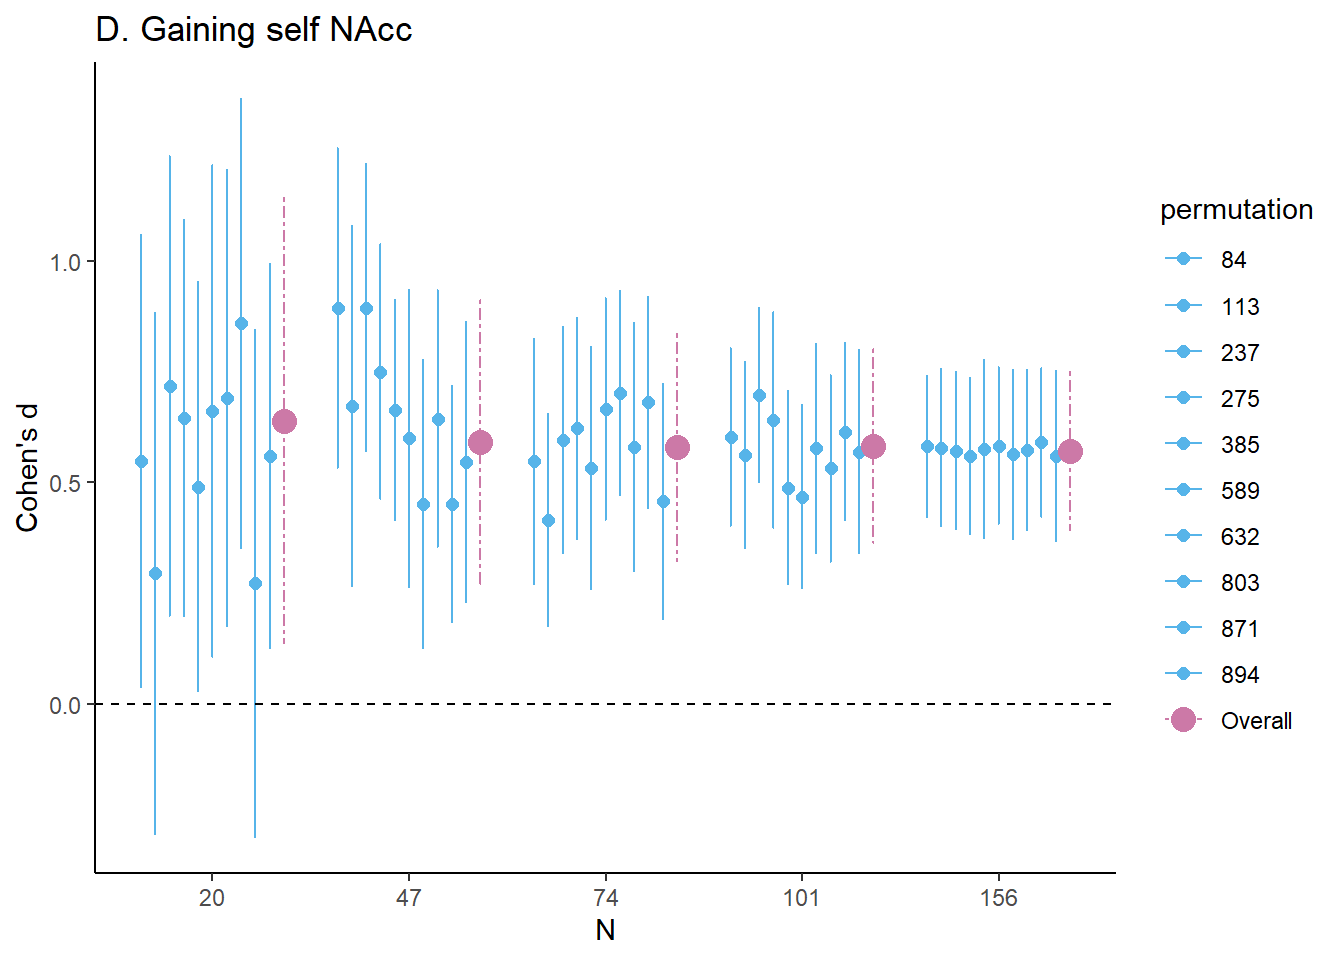 D. Gaining self NAcc
Cohen's d
1.0
0.5
0.0
20 47 74 101 156
N
permutation
84
113
237
275
385
589
632
803
871
894
Overall